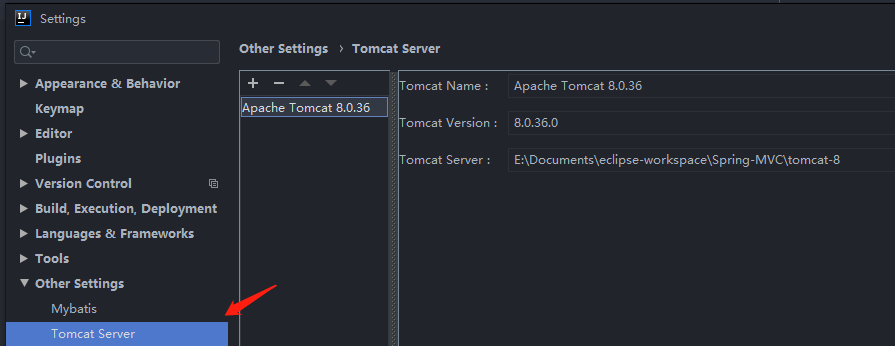 Settings
Other Settings › Tomcat Server
Appearance & Behavior
Keymap
Editor
Plugins
Version Control
Build, Execution, Deployment
Languages & Frameworks
Tools
Other Settings
Mybatis
Tomcat Server
Apache Tomcat 8.0.36
Tomcat Name : Apache Tomcat 8.0.36
Tomcat Version : 8.0.36.0
Tomcat Server : E:\Documents\eclipse-workspace\Spring-MVC\tomcat-8